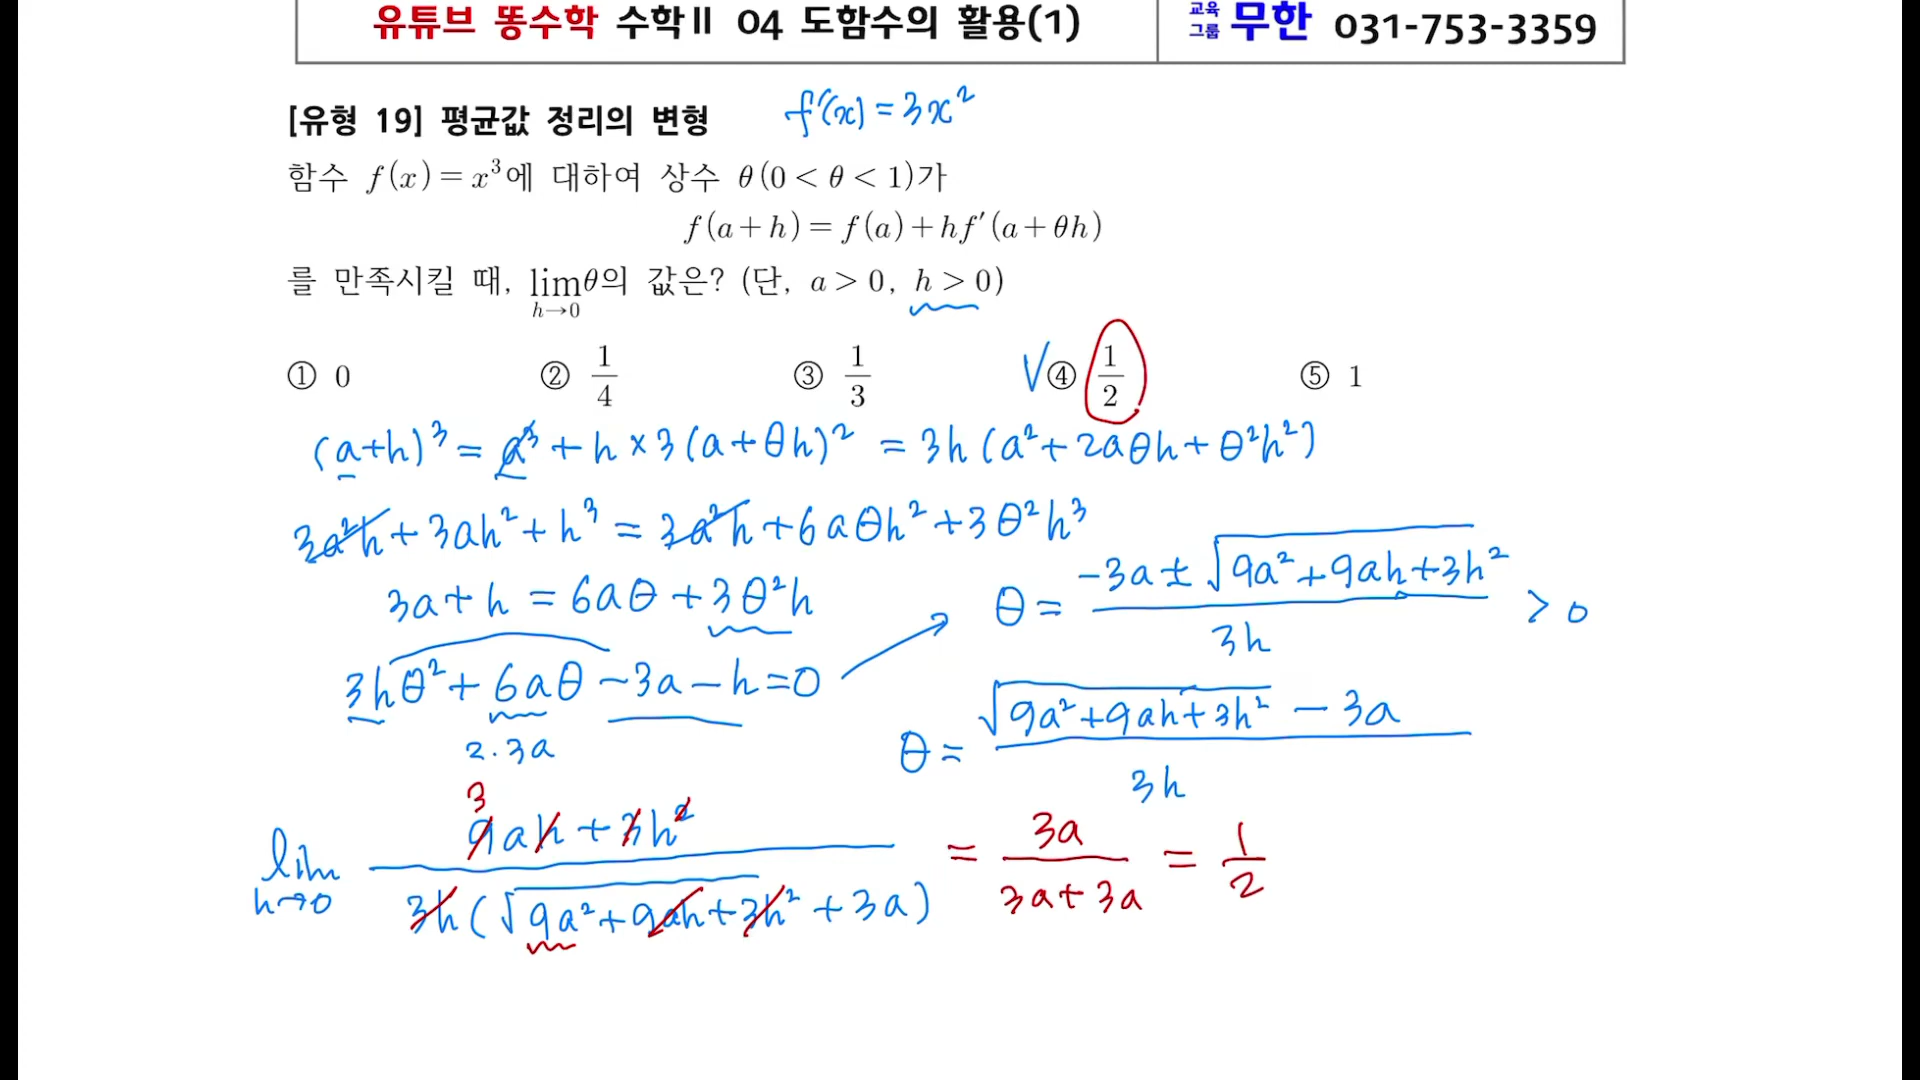 유튜브 똥수학 수학Ⅱ 04 도함수의 활용(1)
교육그룹 무한 031-753-3359
[유형 19] 평균값 정리의 변형 f'(x) = 3x²
함수 f(x) = x³에 대하여 상수 θ(0 < θ < 1)가
f(a+h) = f(a) + hf'(a+θh)
를 만족시킬 때, lim_{h→0} θ의 값은? (단, a > 0, h > 0)
① 0 ② 1/4 ③ 1/3 ✓④ 1/2 ⑤ 1
(a+h)³ = a³ + h × 3(a+θh)² = 3h(a² + 2aθh + θ²h²)
3a²h + 3ah² + h³ = 3a²h + 6aθh² + 3θ²h³
3a + h = 6aθ + 3θ²h
3hθ² + 6aθ - 3a - h = 0
2·3a
θ = (-3a ± √(9a² + 9ah + 3h²)) / 3h > 0
θ = (√(9a² + 9ah + 3h²) - 3a) / 3h
3
lim_{h→0} (9ah + 3h²) / (3h(√(9a² + 9ah + 3h²) + 3a)) = 3a / (3a + 3a) = 1/2